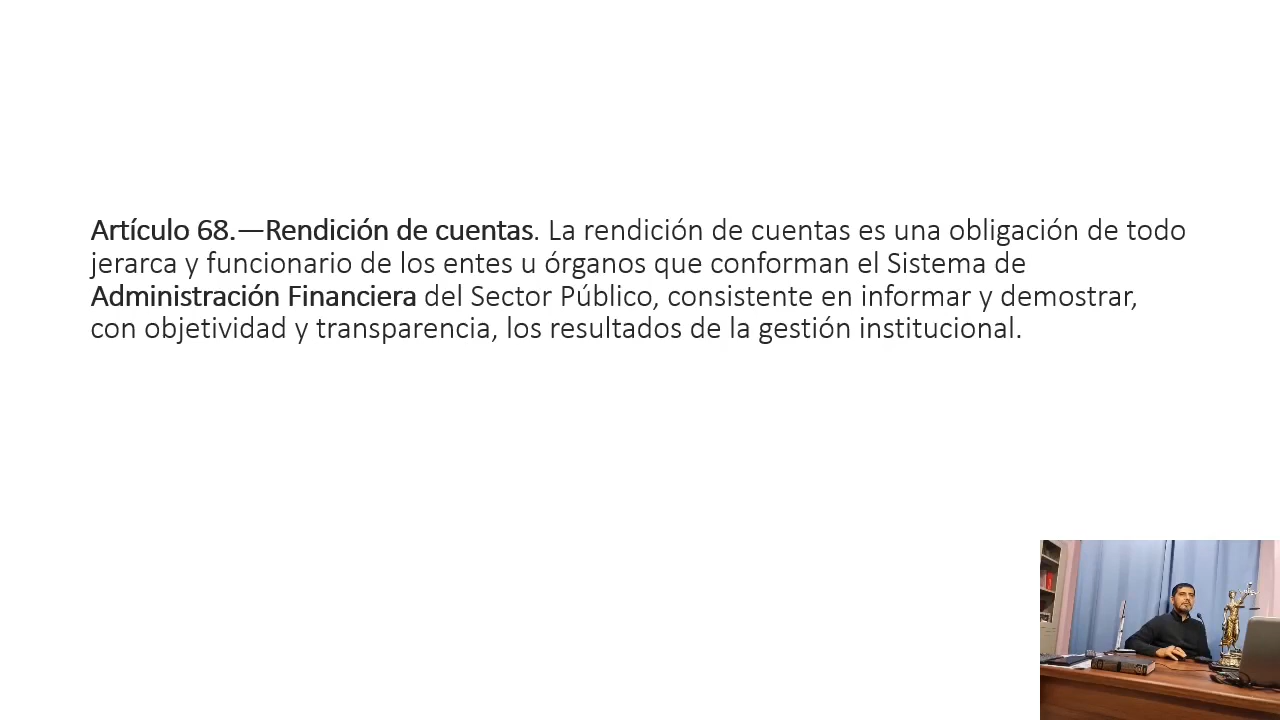 Artículo 68.—Rendición de cuentas. La rendición de cuentas es una obligación de todo
jerarca y funcionario de los entes u órganos que conforman el Sistema de
Administración Financiera del Sector Público, consistente en informar y demostrar,
con objetividad y transparencia, los resultados de la gestión institucional.